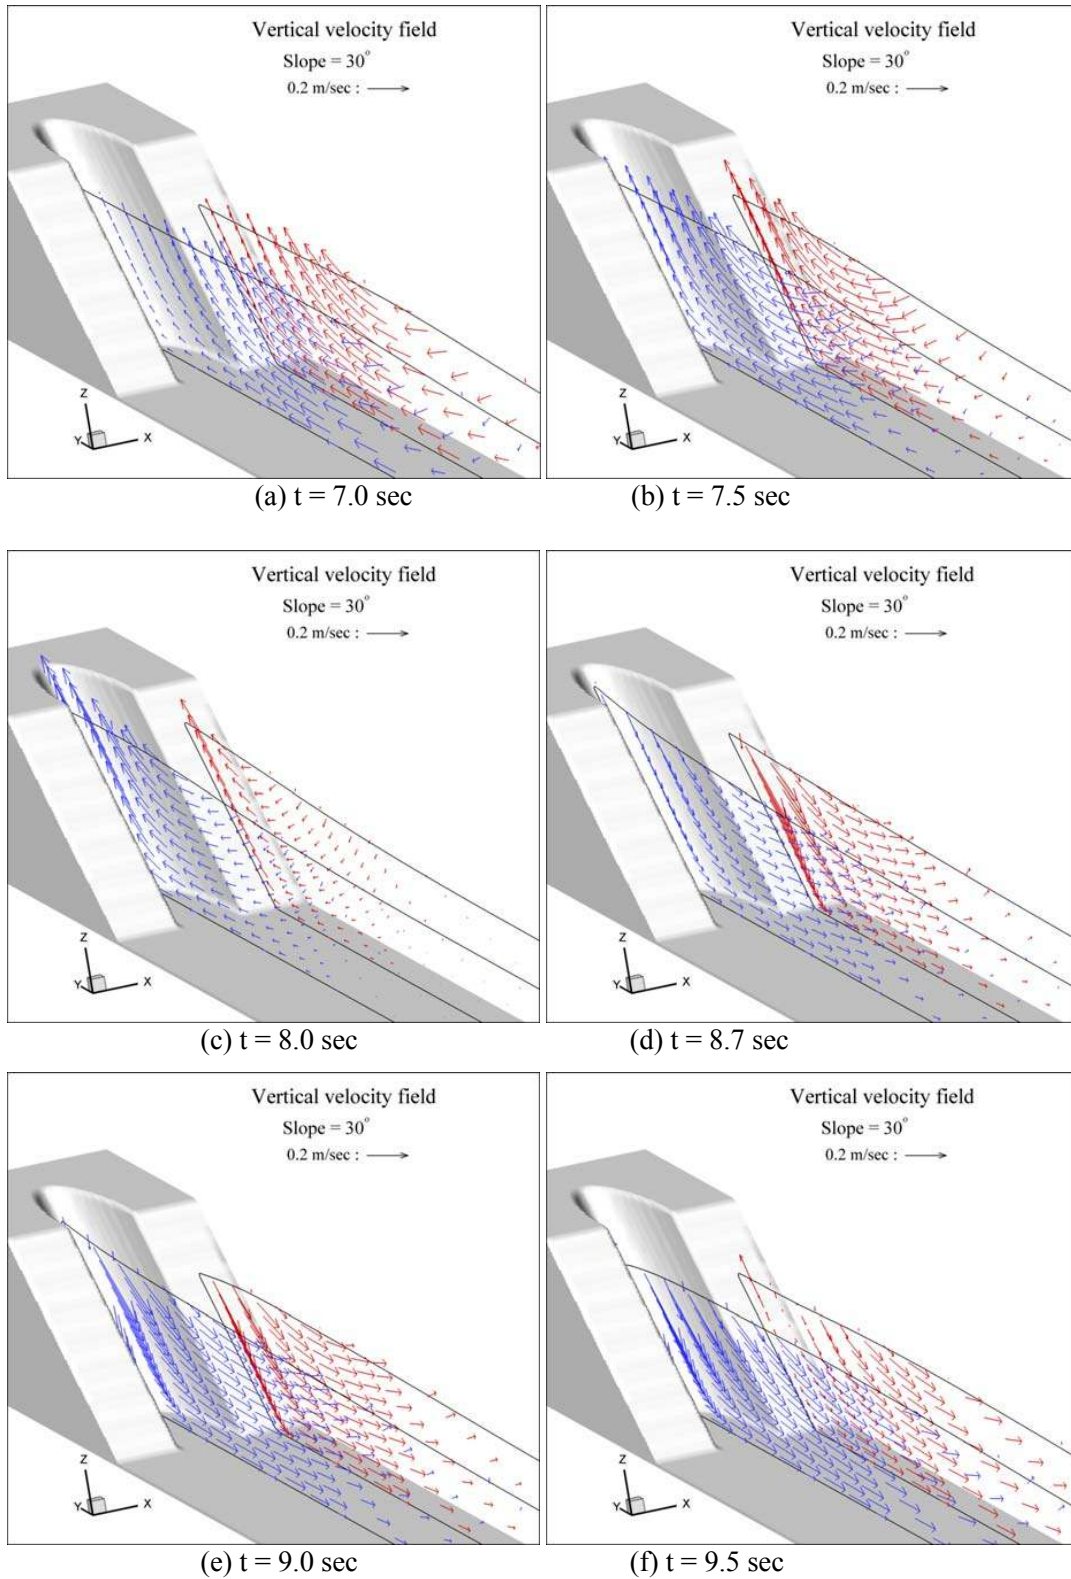 Vertical velocity field
Slope = 30°
0.2 m/sec :
Z
Y
X
(a) t = 7.0 sec
Vertical velocity field
Slope = 30°
0.2 m/sec :
Z
Y
X
(b) t = 7.5 sec
Vertical velocity field
Slope = 30°
0.2 m/sec :
Z
Y
X
(c) t = 8.0 sec
Vertical velocity field
Slope = 30°
0.2 m/sec :
Z
Y
X
(d) t = 8.7 sec
Vertical velocity field
Slope = 30°
0.2 m/sec :
Z
Y
X
(e) t = 9.0 sec
Vertical velocity field
Slope = 30°
0.2 m/sec :
Z
Y
X
(f) t = 9.5 sec